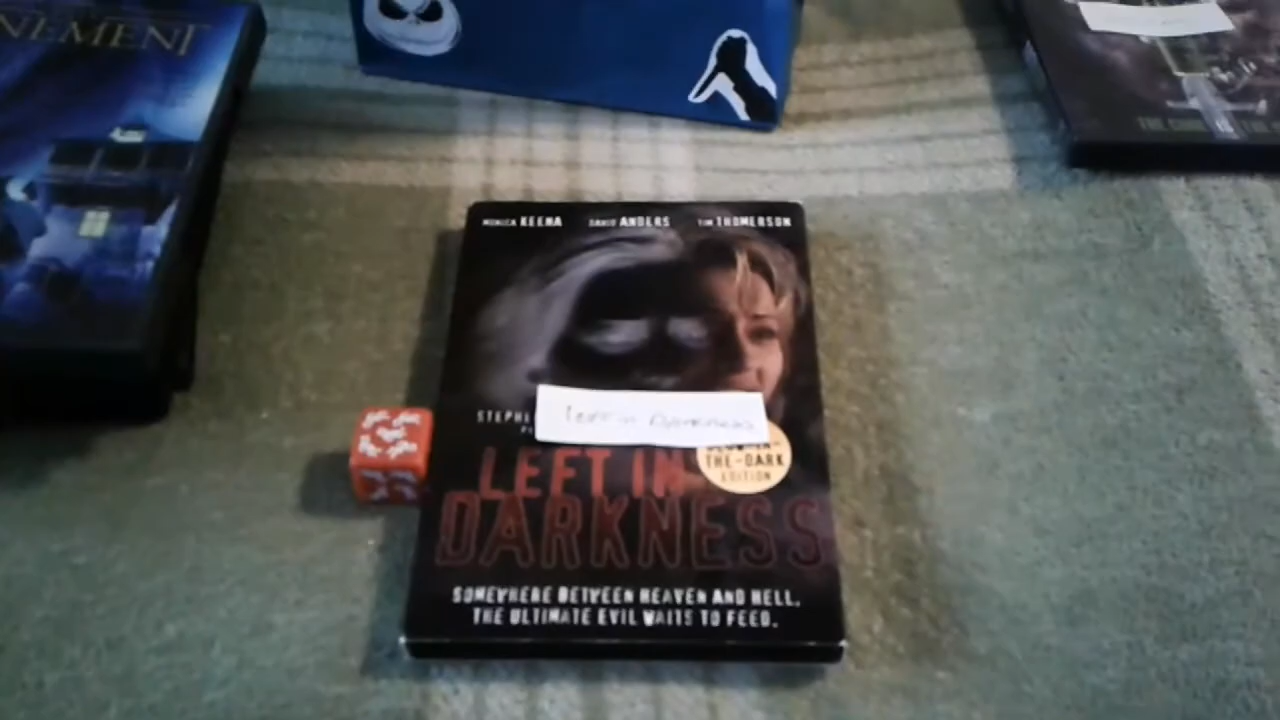 NEMENT
MONICA KEENA DAVID ANDERS TIM THOMERSON
STEPH
Left in Darkness
THE-DARK
EDITION
LEFT IN
DARKNESS
SOMEWHERE BETWEEN HEAVEN AND HELL.
THE ULTIMATE EVIL WAITS TO FEED.